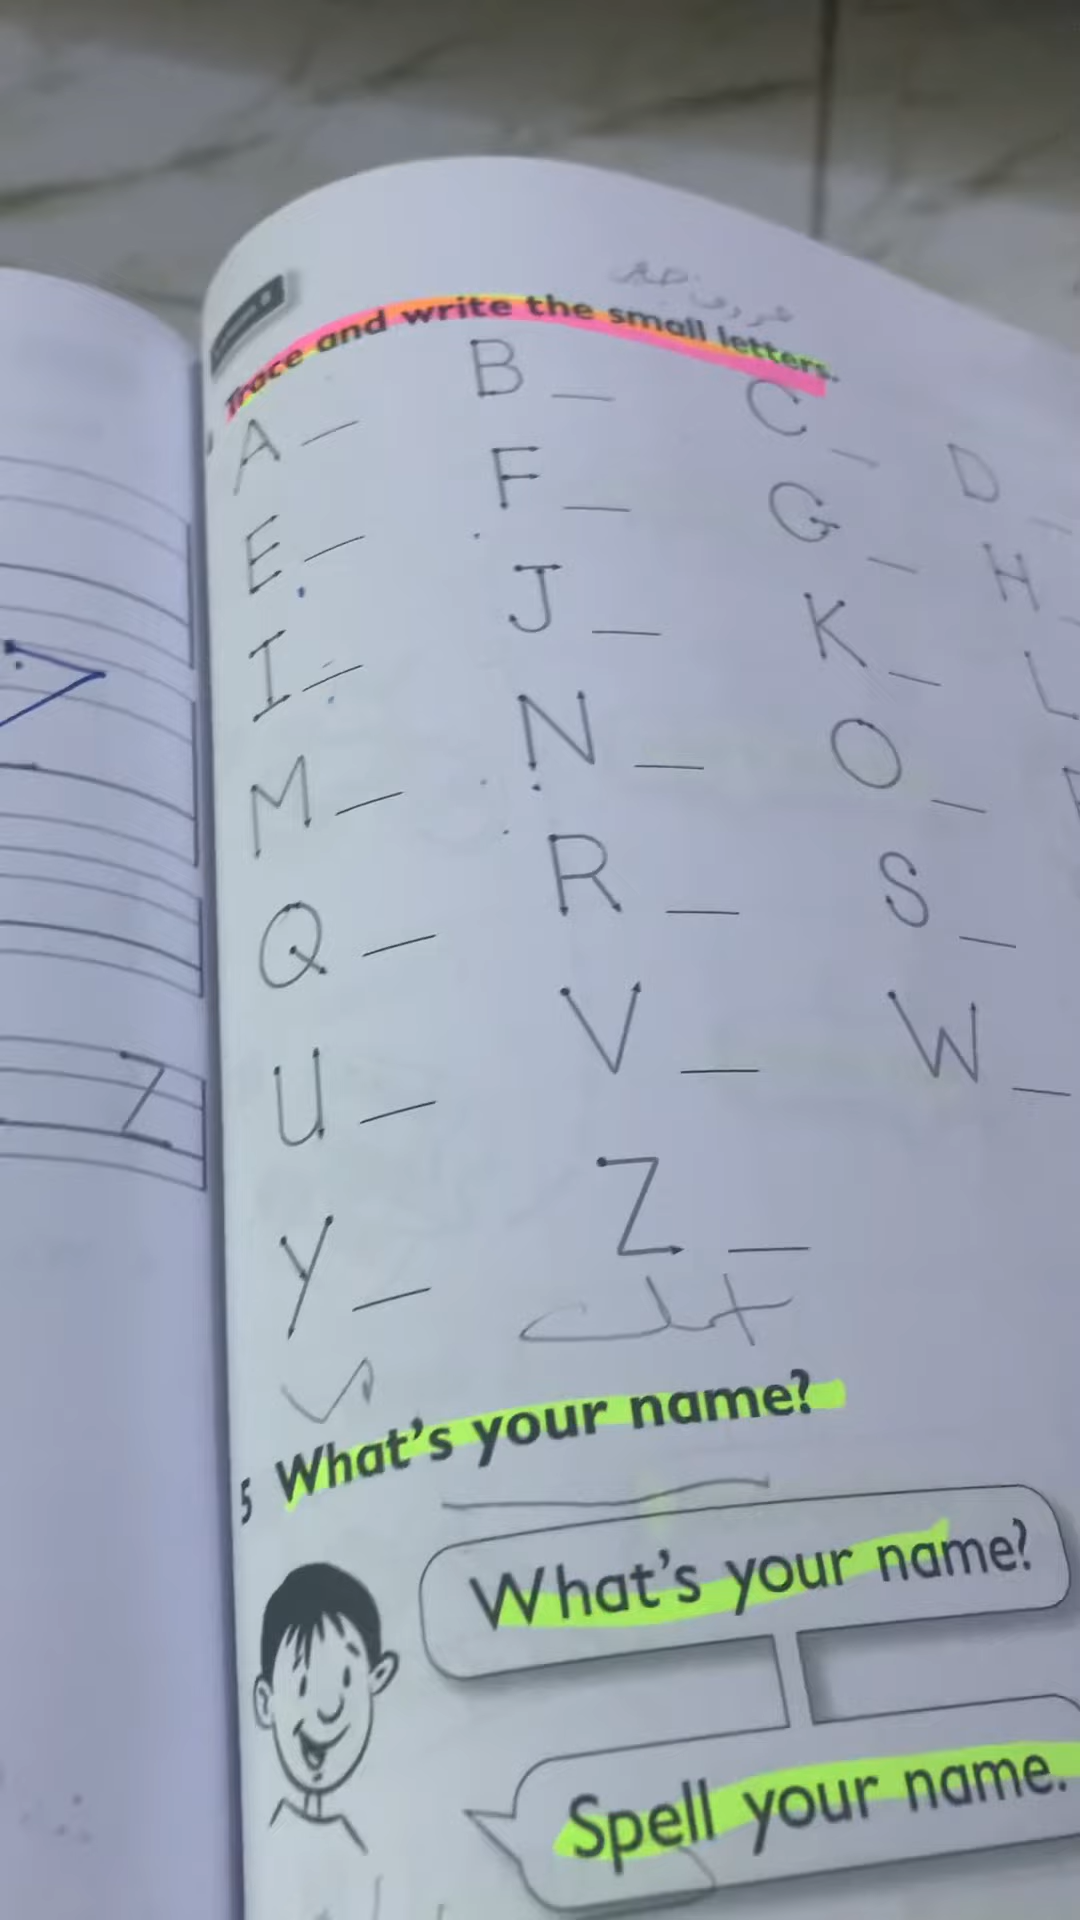 Trace and write the small letters.
A _ B _ C _ D _
E _ F _ G _ H _
I _ J _ K _ L
M _ N _ O _
Q _ R _ S _
U _ V _ W _
Y _ Z _
5 What's your name?
What's your name?
Spell your name.